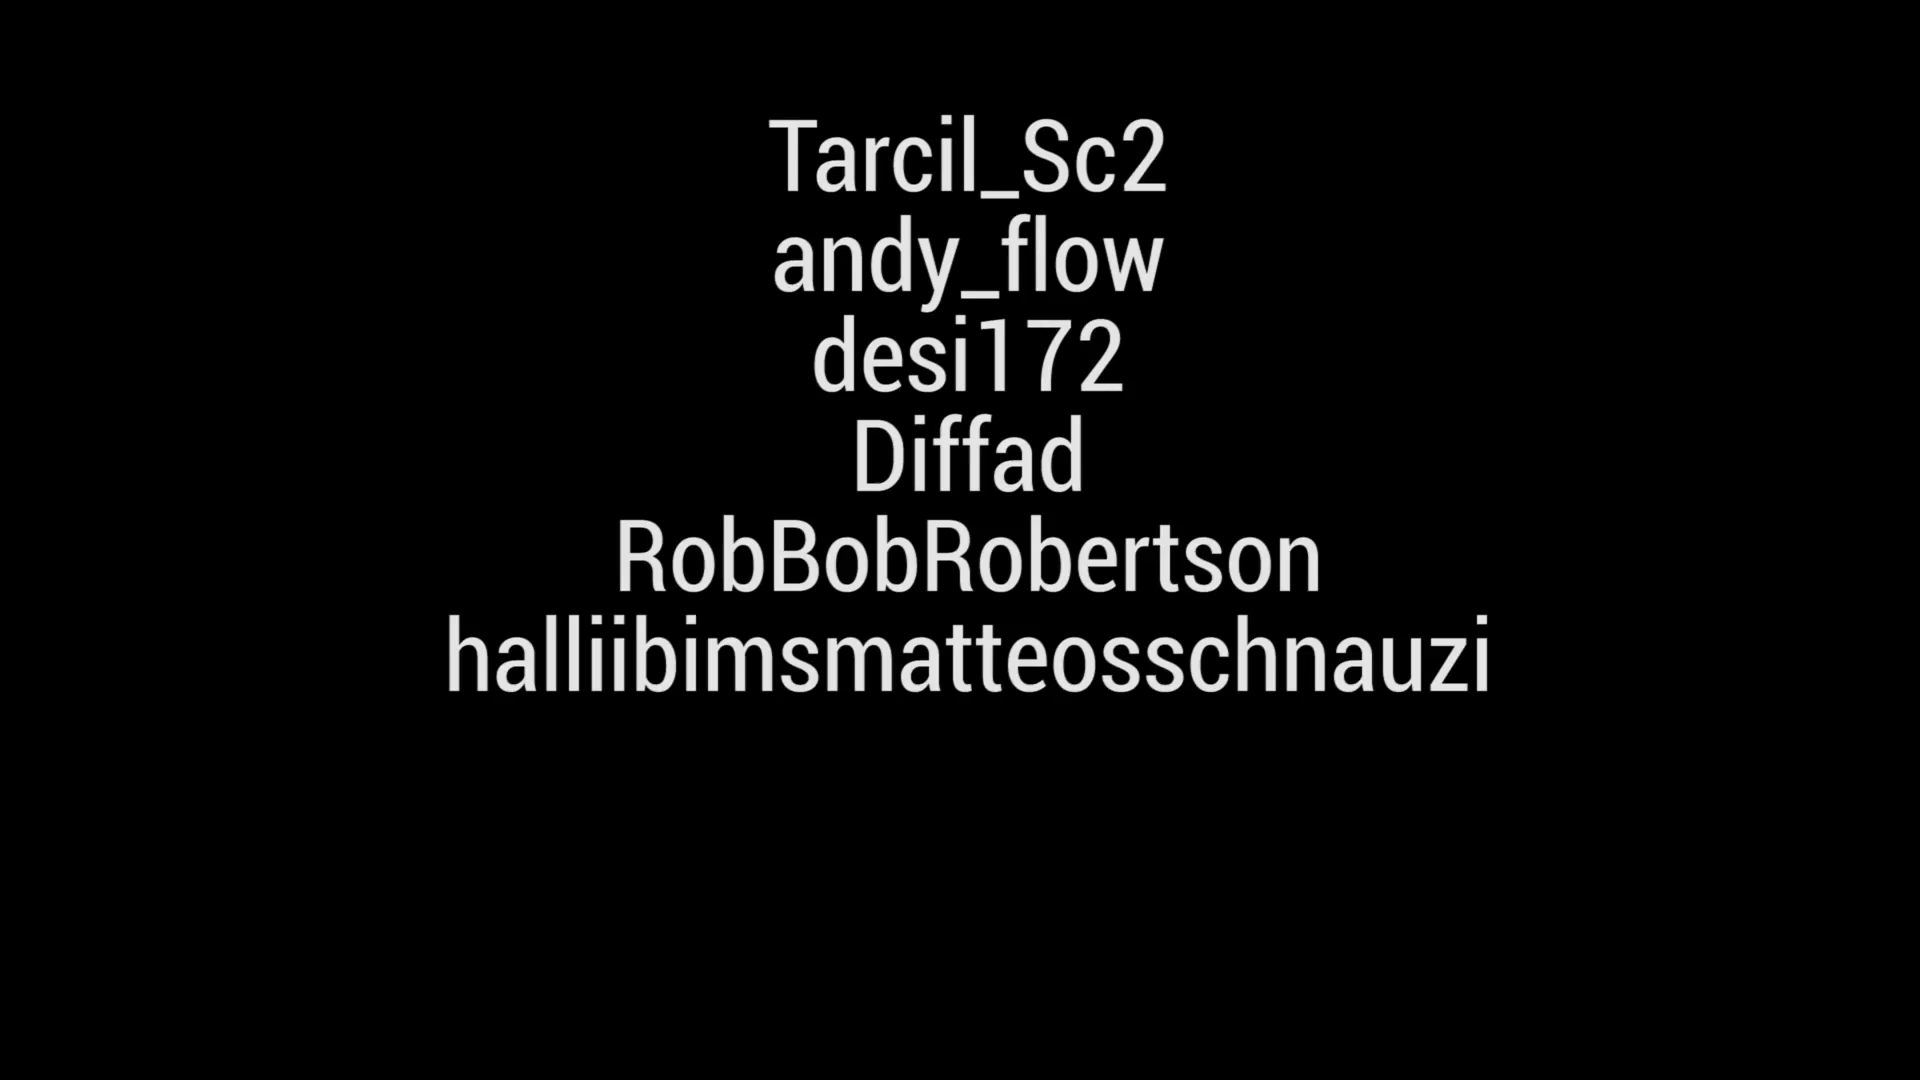 Tarcil_Sc2
andy_flow
desi172
Diffad
RobBobRobertson
halliibimsmatteosschnauzi